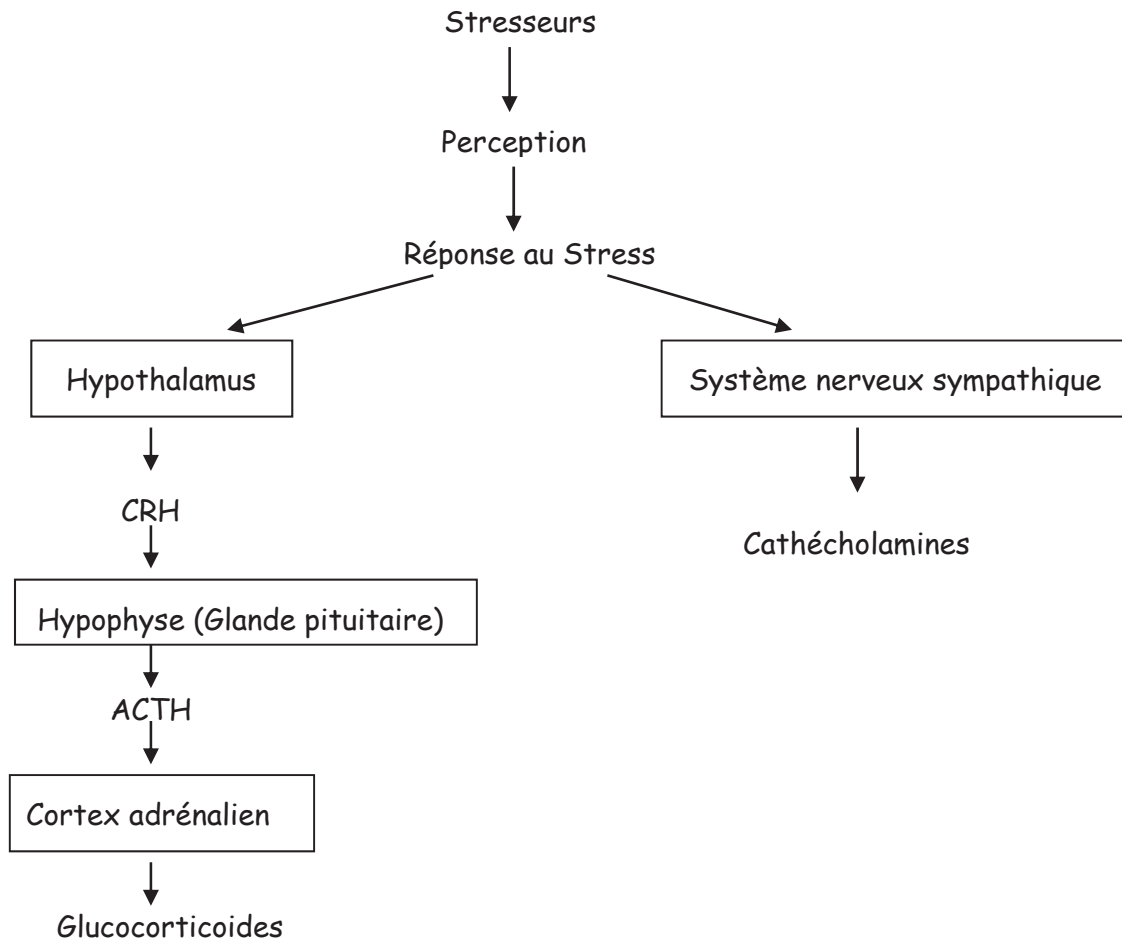 Stresseurs
Perception
Réponse au Stress
Hypothalamus
Système nerveux sympathique
CRH
Cathécholamines
Hypophyse (Glande pituitaire)
ACTH
Cortex adrénalien
Glucocorticoides